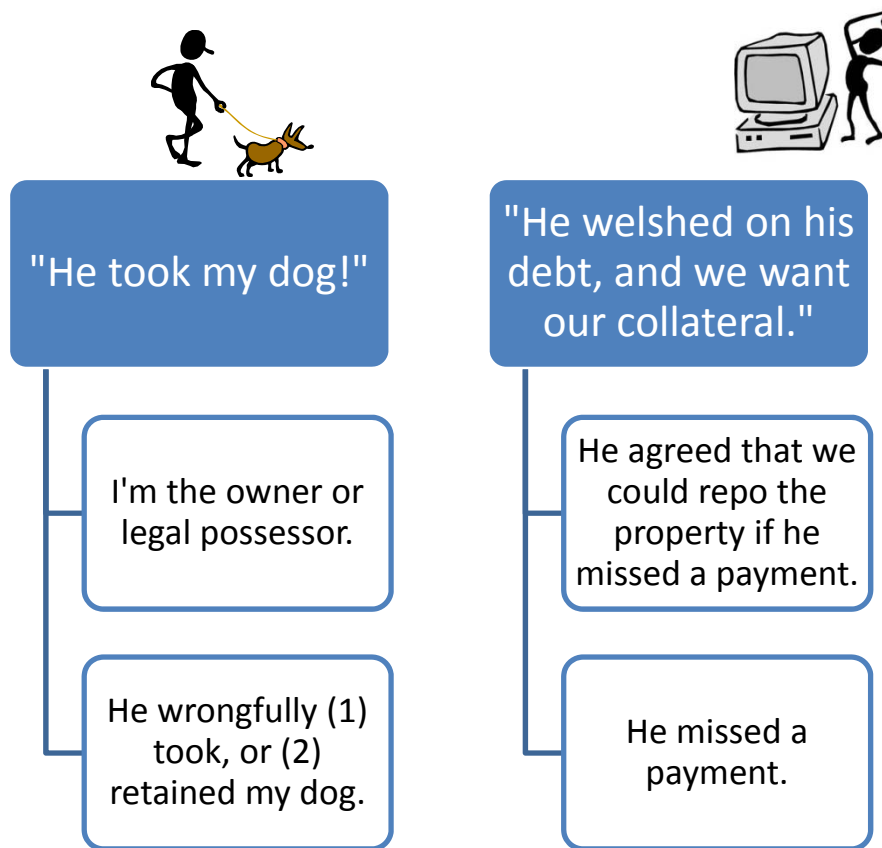 "He took my dog!"
I'm the owner or
legal possessor.
He wrongfully (1)
took, or (2)
retained my dog.
"He welshed on his
debt, and we want
our collateral."
He agreed that we
could repo the
property if he
missed a payment.
He missed a
payment.